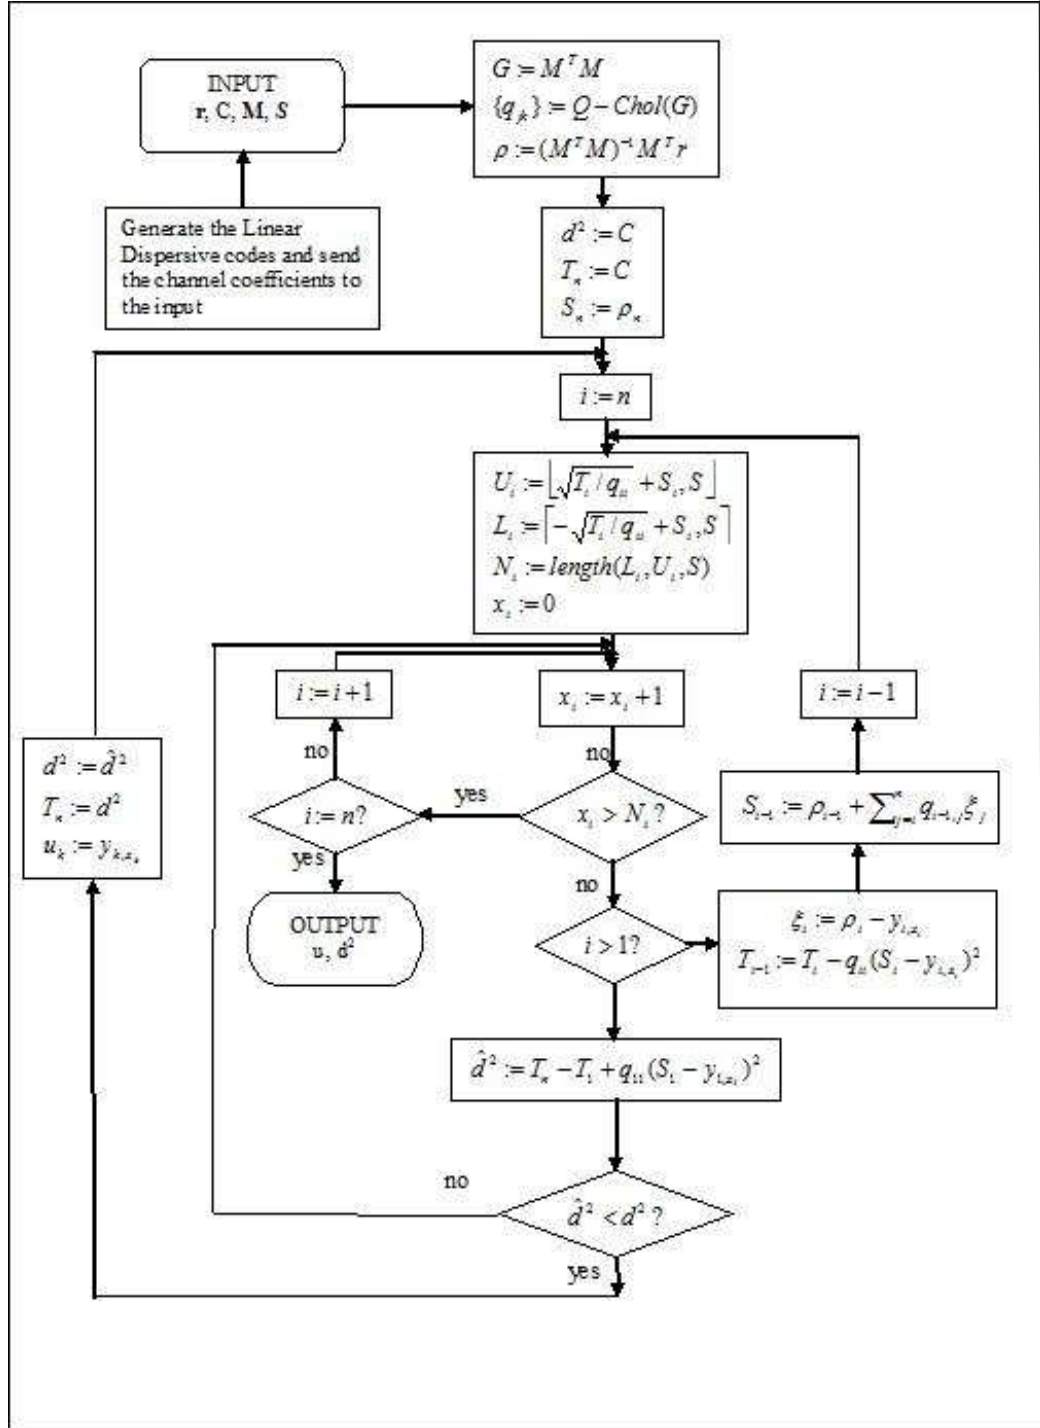 INPUT
r, C, M, S
G := M^T M
{q_jk} := Q − Chol(G)
ρ := (M^T M)^-1 M^T r
Generate the Linear
Dispersive codes and send
the channel coefficients to
the input
d² := C
T_n := C
S_n := ρ_n
i := n
U_i := ⌊√(T_i / q_ii) + S_i, S⌋
L_i := ⌈−√(T_i / q_ii) + S_i, S⌉
N_i := length(L_i, U_i, S)
x_i := 0
i := i + 1
x_i := x_i + 1
i := i − 1
no
no
d² := d̂²
T_n := d²
u_k := y_k,x_k
i := n?
yes
x_i > N_i ?
S_i−1 := ρ_i−1 + ∑_j=i^n q_i−1,j ξ_j
yes
no
OUTPUT
u, d²
i > 1?
ξ_i := ρ_i − y_i,x_i
T_i−1 := T_i − q_ii (S_i − y_i,x_i)²
d̂² := T_n − T_1 + q_11 (S_1 − y_1,x_1)²
no
d̂² < d² ?
yes